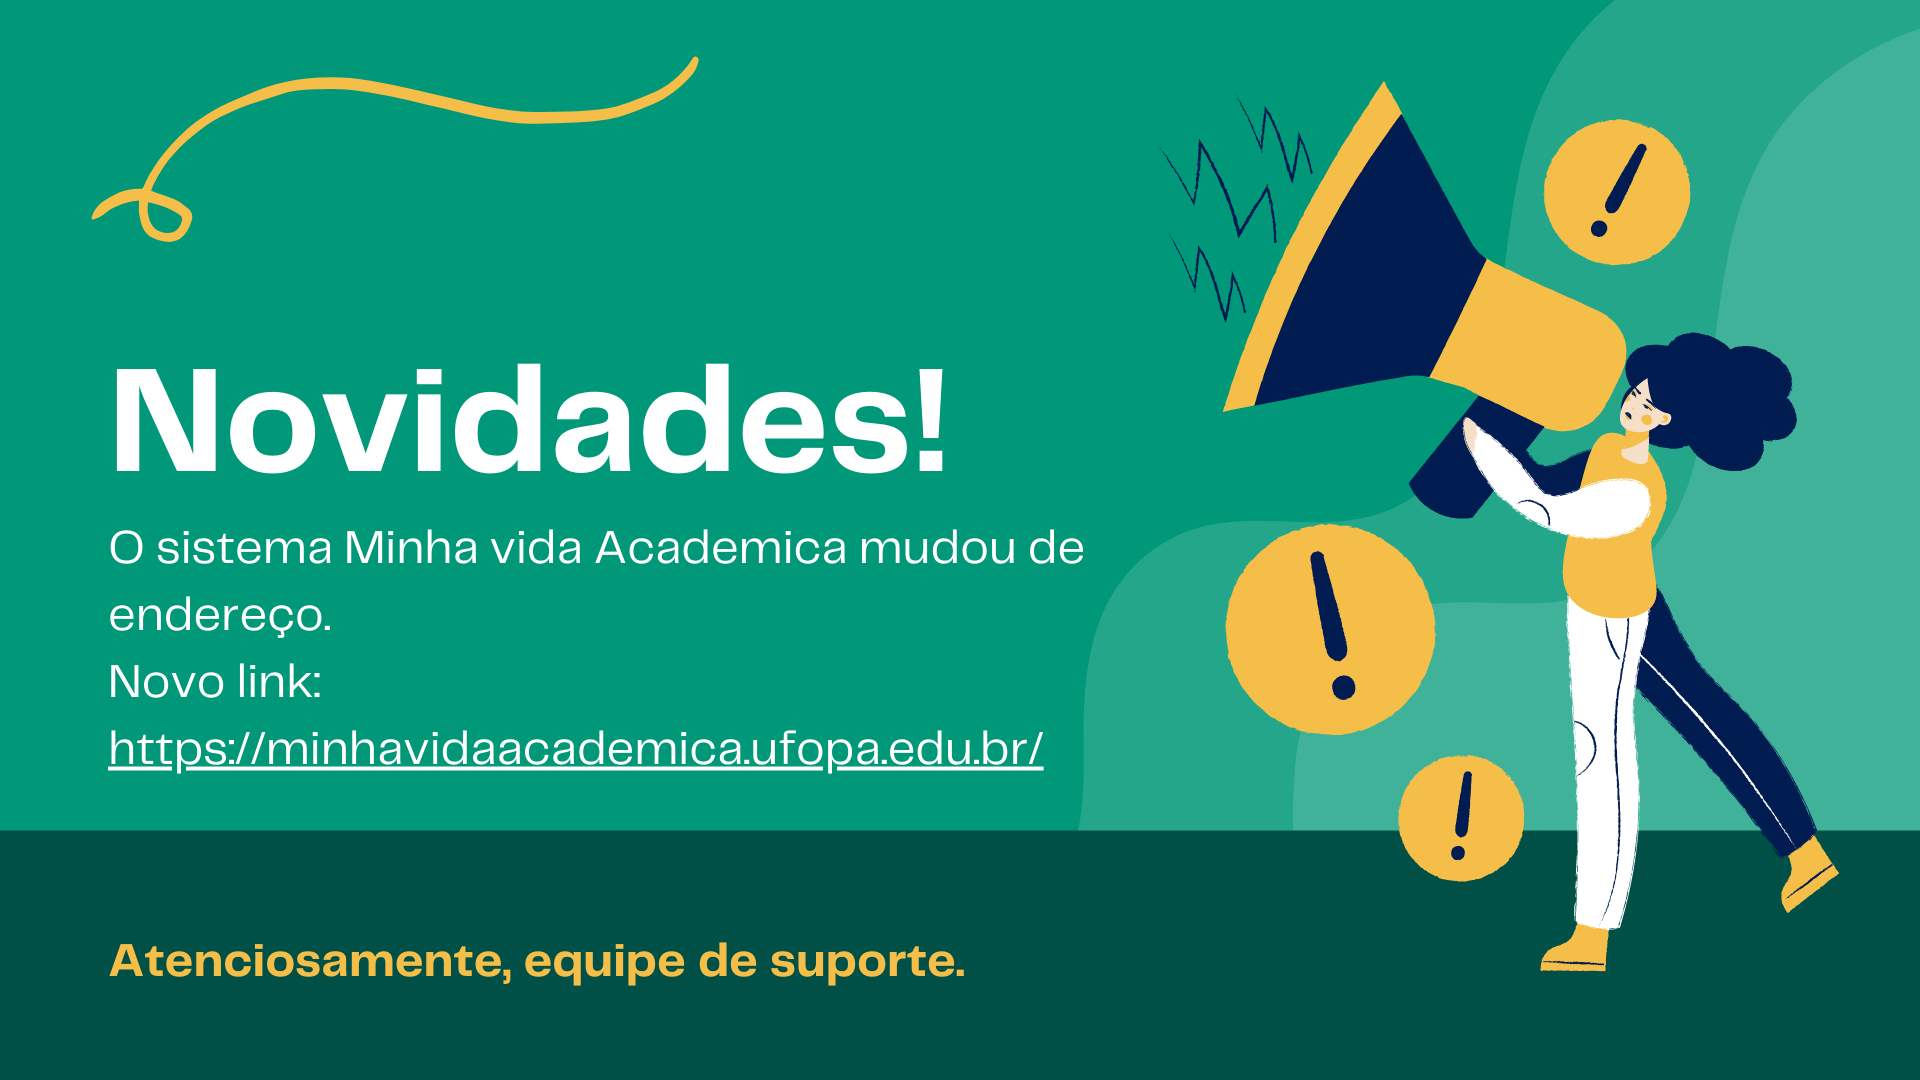 Novidades!
O sistema Minha vida Academica mudou de
endereço.
Novo link:
https://minhavidaacademica.ufopa.edu.br/
Atenciosamente, equipe de suporte.